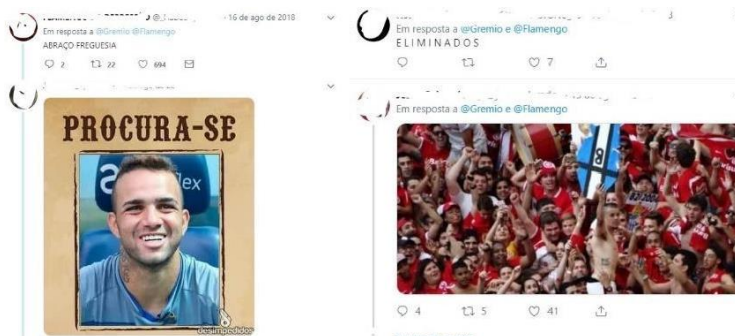 16 de ago de 2018
Em resposta a @Gremio e @Flamengo
ABRAÇO FREGUESIA
2 22 694
PROCURA-SE
flex
desimpedidos
Em resposta a @Gremio e @Flamengo
E L I M I N A D O S
7
Em resposta a @Gremio e @Flamengo
4 5 41